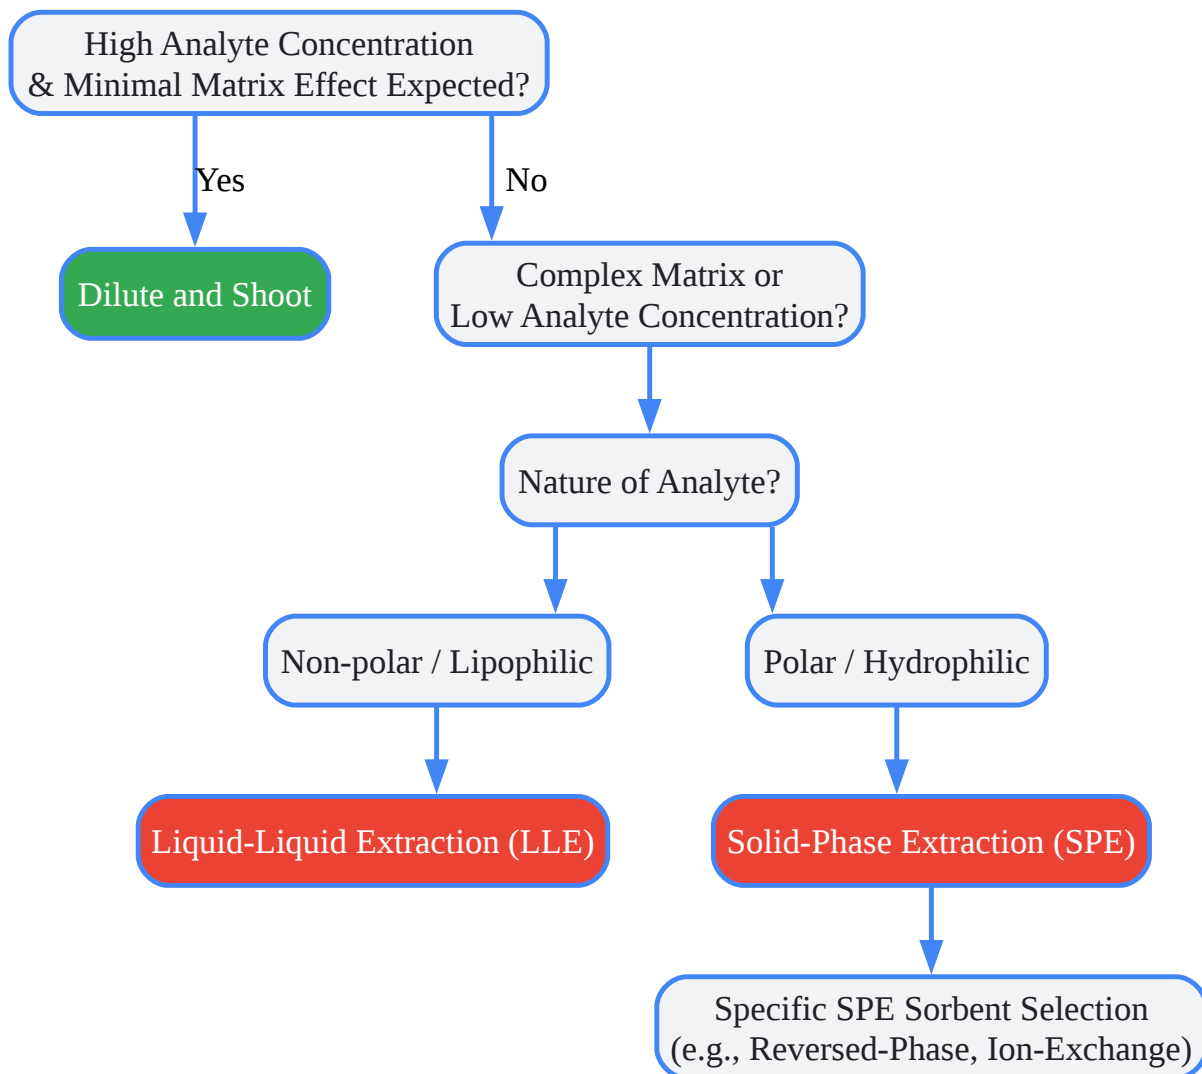 High Analyte Concentration
& Minimal Matrix Effect Expected?
Yes
No
Dilute and Shoot
Complex Matrix or
Low Analyte Concentration?
Nature of Analyte?
Non-polar / Lipophilic
Polar / Hydrophilic
Liquid-Liquid Extraction (LLE)
Solid-Phase Extraction (SPE)
Specific SPE Sorbent Selection
(e.g., Reversed-Phase, Ion-Exchange)